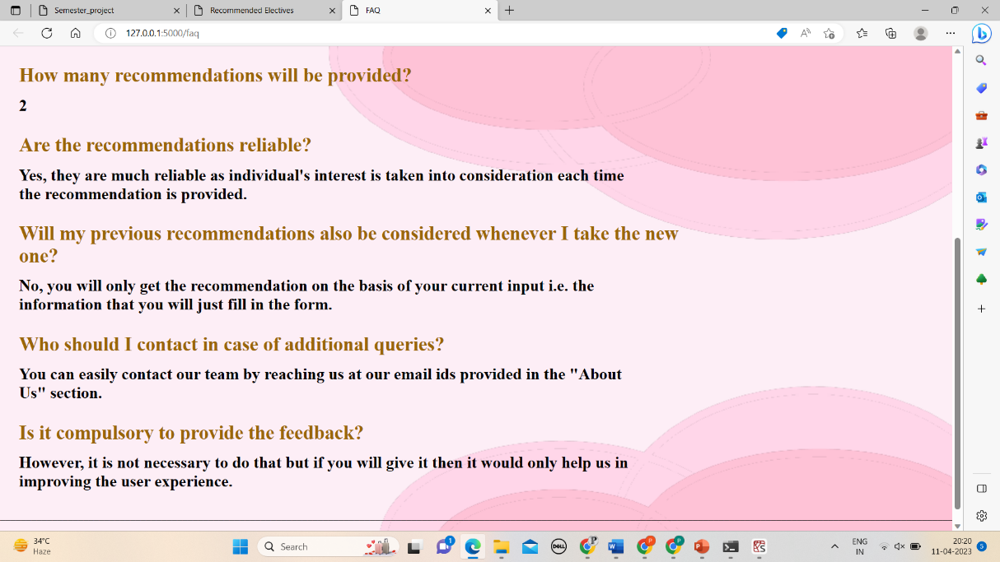 Semester_project
Recommended Electives
FAQ
127.0.0.1:5000/faq
How many recommendations will be provided?
2
Are the recommendations reliable?
Yes, they are much reliable as individual's interest is taken into consideration each time
the recommendation is provided.
Will my previous recommendations also be considered whenever I take the new
one?
No, you will only get the recommendation on the basis of your current input i.e. the
information that you will just fill in the form.
Who should I contact in case of additional queries?
You can easily contact our team by reaching us at our email ids provided in the "About
Us" section.
Is it compulsory to provide the feedback?
However, it is not necessary to do that but if you will give it then it would only help us in
improving the user experience.
34°C
Haze
Search
1
DELL
P
P
P
W
P
ENG
IN
20:20
11-04-2023
5